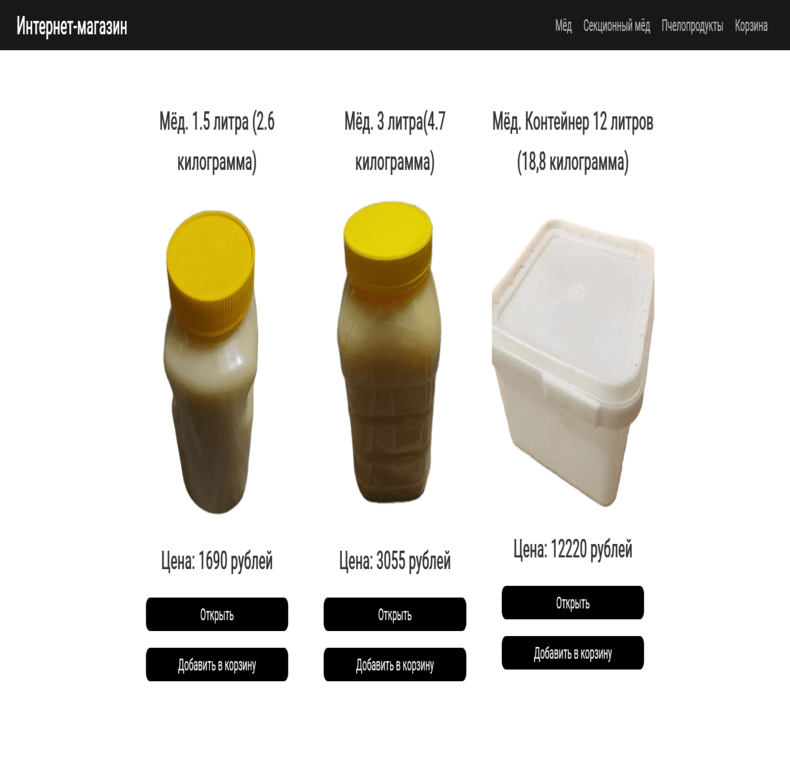 Интернет-магазин
Мёд Секционный мёд Пчелопродукты Корзина
Мёд. 1.5 литра (2.6
килограмма)
Цена: 1690 рублей
Открыть
Добавить в корзину
Мёд. 3 литра(4.7
килограмма)
Цена: 3055 рублей
Открыть
Добавить в корзину
Мёд. Контейнер 12 литров
(18,8 килограмма)
Цена: 12220 рублей
Открыть
Добавить в корзину